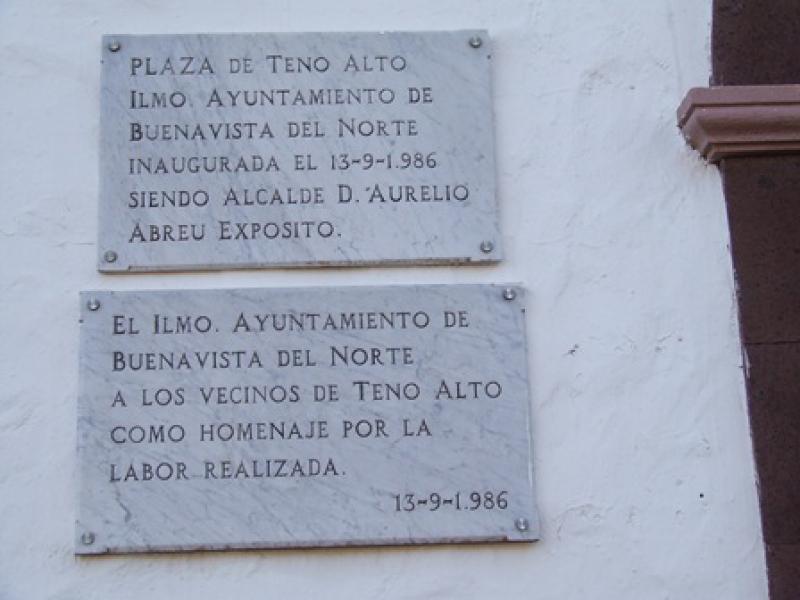 PLAZA DE TENO ALTO
ILMO. AYUNTAMIENTO DE
BUENAVISTA DEL NORTE
INAUGURADA EL 13-9-1.986
SIENDO ALCALDE D. AURELIO
ABREU EXPOSITO.
EL ILMO. AYUNTAMIENTO DE
BUENAVISTA DEL NORTE
A LOS VECINOS DE TENO ALTO
COMO HOMENAJE POR LA
LABOR REALIZADA.
13-9-1.986